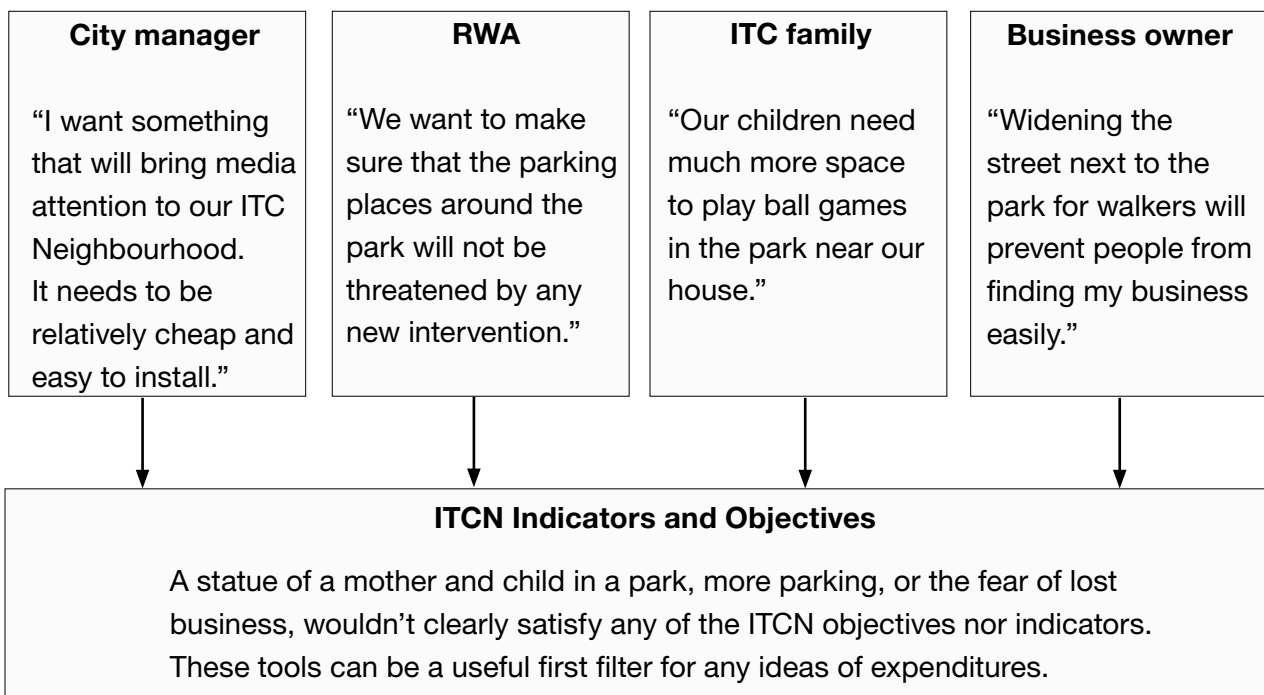 City manager
“I want something
that will bring media
attention to our ITC
Neighbourhood.
It needs to be
relatively cheap and
easy to install.”
RWA
“We want to make
sure that the parking
places around the
park will not be
threatened by any
new intervention.”
ITC family
“Our children need
much more space
to play ball games
in the park near our
house.”
Business owner
“Widening the
street next to the
park for walkers will
prevent people from
finding my business
easily.”
ITCN Indicators and Objectives
A statue of a mother and child in a park, more parking, or the fear of lost
business, wouldn’t clearly satisfy any of the ITCN objectives nor indicators.
These tools can be a useful first filter for any ideas of expenditures.